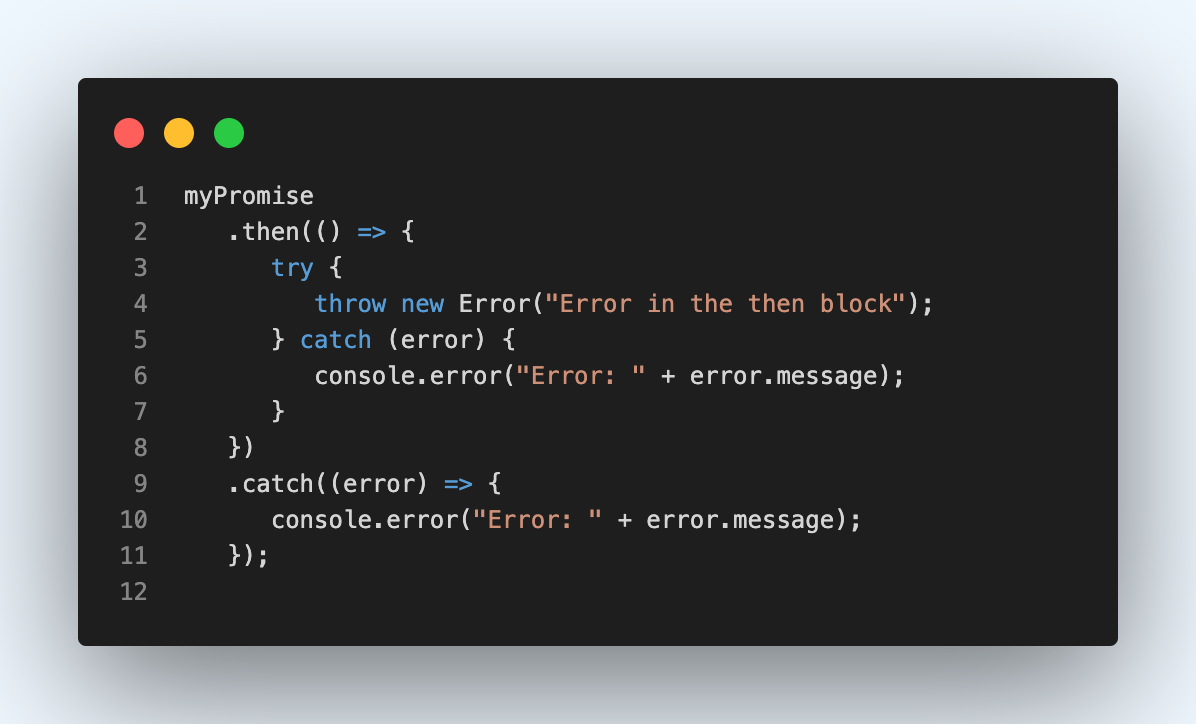 1 myPromise
2 .then(() => {
3 try {
4 throw new Error("Error in the then block");
5 } catch (error) {
6 console.error("Error: " + error.message);
7 }
8 })
9 .catch((error) => {
10 console.error("Error: " + error.message);
11 });
12